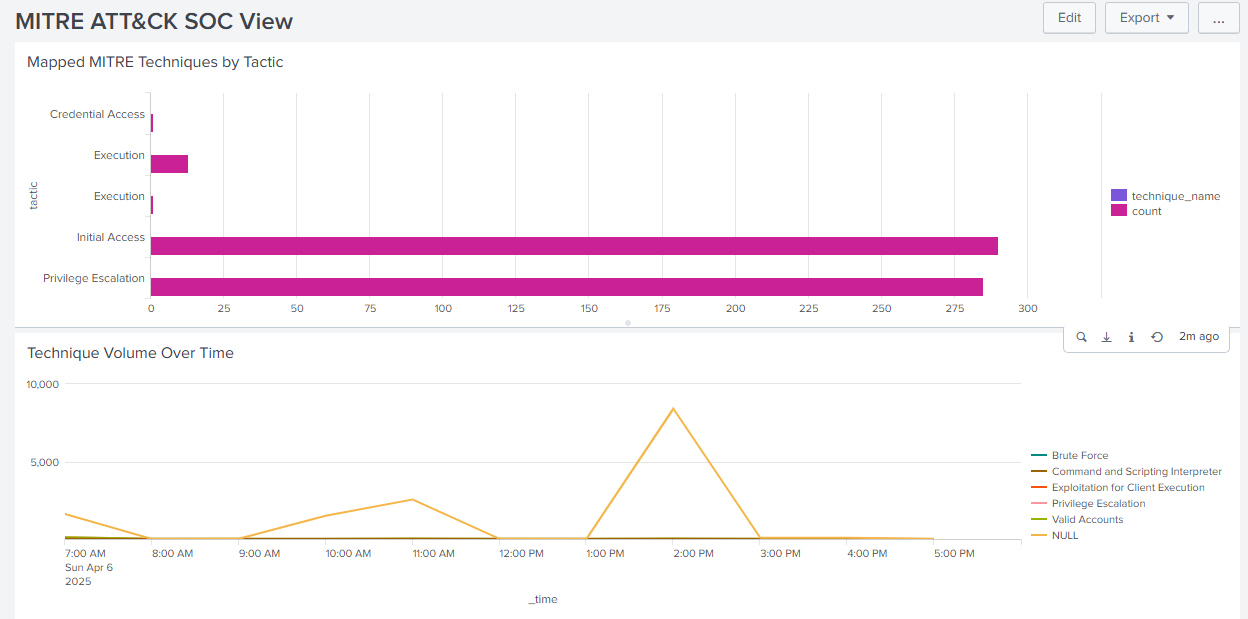 MITRE ATT&CK SOC View
Edit
Export
...
Mapped MITRE Techniques by Tactic
tactic
Credential Access
Execution
Execution
Initial Access
Privilege Escalation
0 25 50 75 100 125 150 175 200 225 250 275 300
technique_name
count
2m ago
Technique Volume Over Time
10,000
5,000
7:00 AM 8:00 AM 9:00 AM 10:00 AM 11:00 AM 12:00 PM 1:00 PM 2:00 PM 3:00 PM 4:00 PM 5:00 PM
Sun Apr 6
2025
_time
Brute Force
Command and Scripting Interpreter
Exploitation for Client Execution
Privilege Escalation
Valid Accounts
NULL